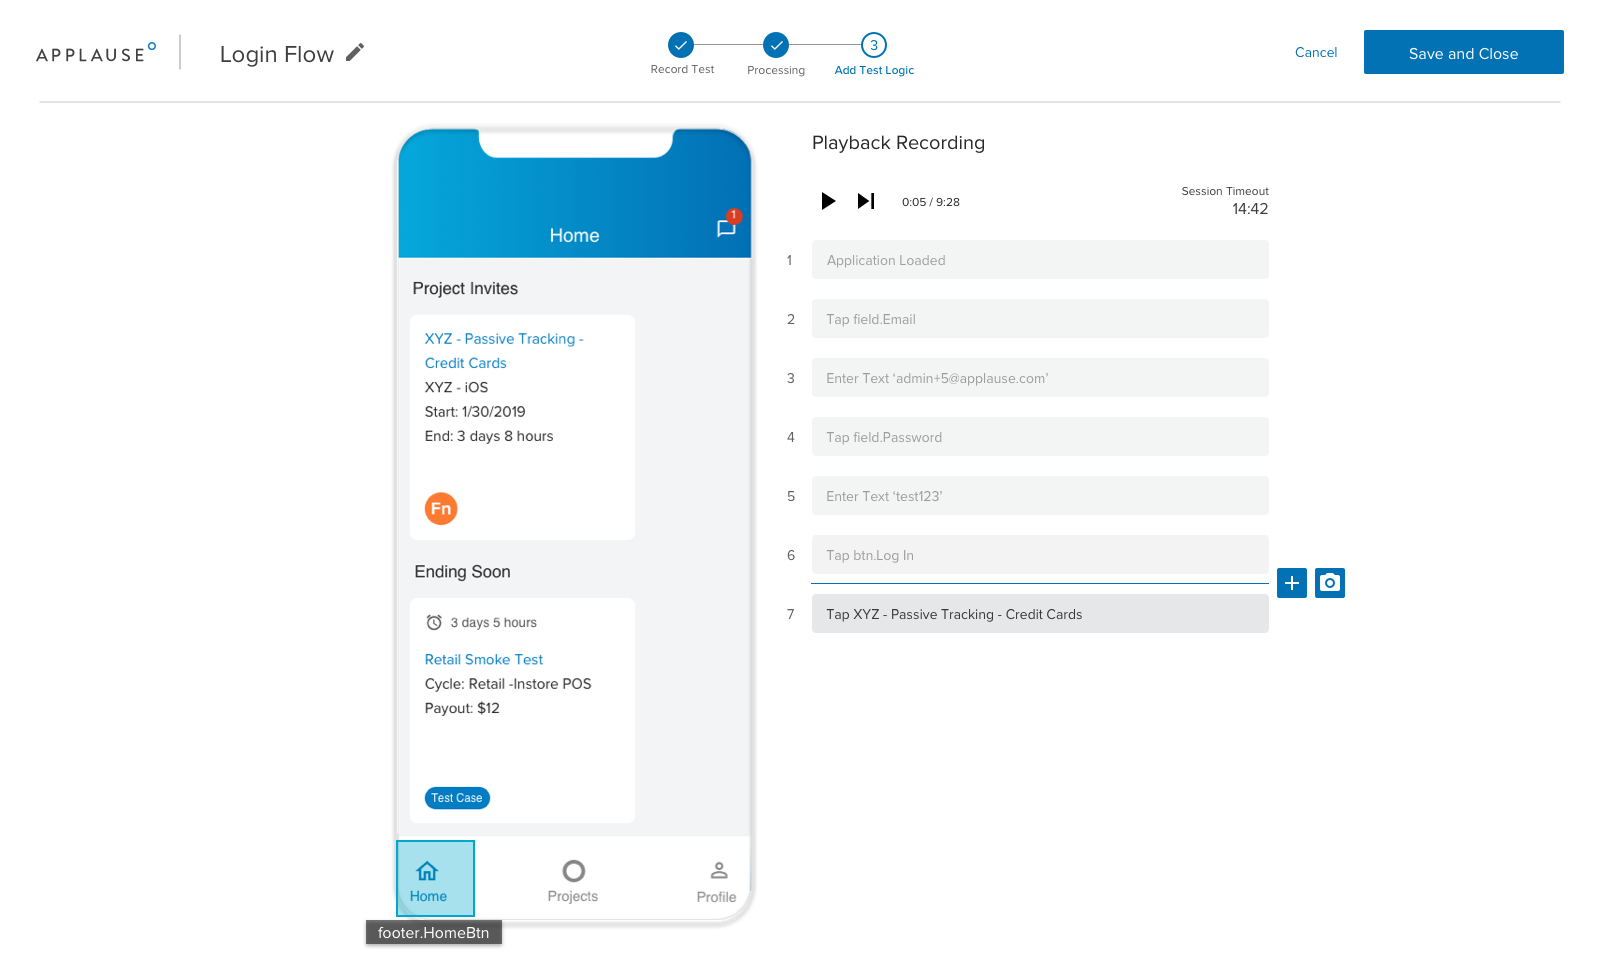 APPLAUSE
Login Flow
Record Test
Processing
3
Add Test Logic
Cancel
Save and Close
Home
1
Project Invites
XYZ - Passive Tracking -
Credit Cards
XYZ - iOS
Start: 1/30/2019
End: 3 days 8 hours
Fn
Ending Soon
3 days 5 hours
Retail Smoke Test
Cycle: Retail -Instore POS
Payout: $12
Test Case
Home
Projects
Profile
footer.HomeBtn
Playback Recording
0:05 / 9:28
Session Timeout
14:42
1 Application Loaded
2 Tap field.Email
3 Enter Text ‘admin+5@applause.com’
4 Tap field.Password
5 Enter Text ‘test123’
6 Tap btn.Log In
7 Tap XYZ - Passive Tracking - Credit Cards